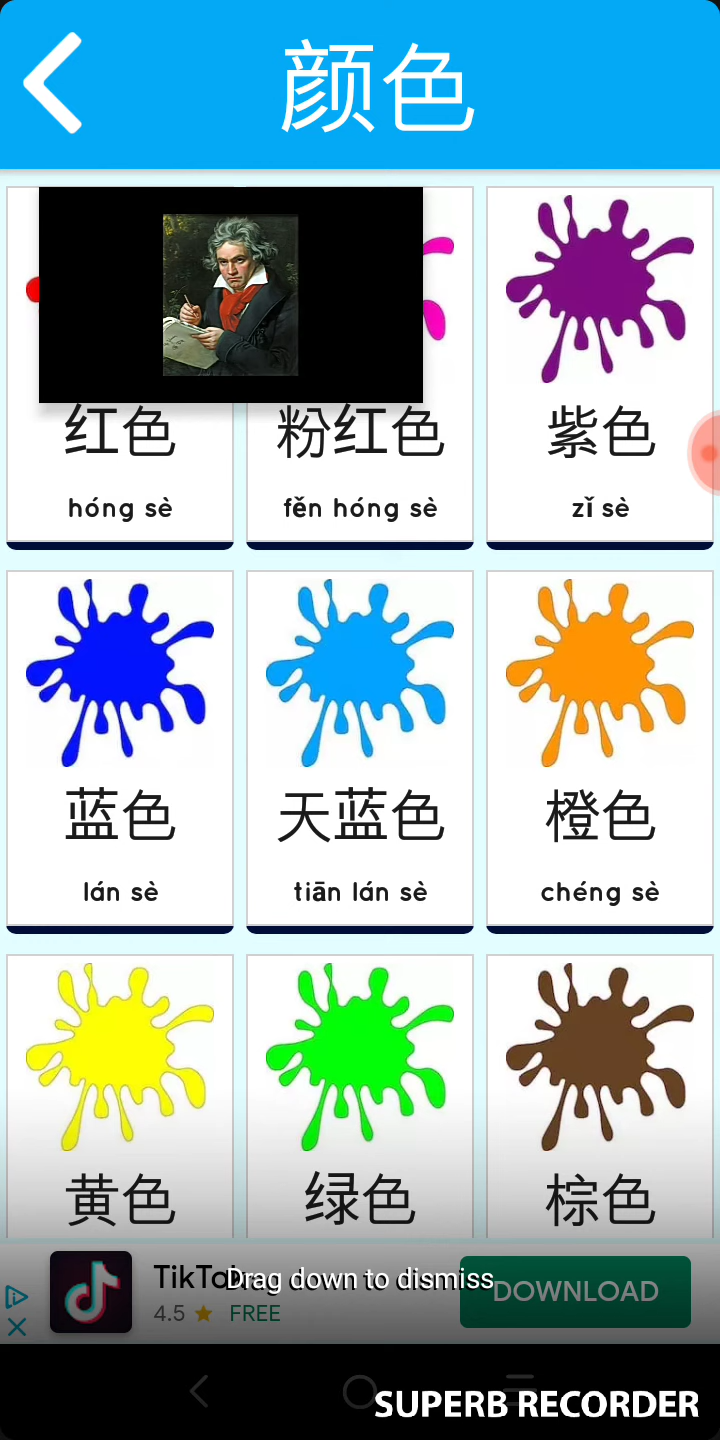 颜色
红色
hóng sè
粉红色
fěn hóng sè
紫色
zǐ sè
蓝色
lán sè
天蓝色
tiān lán sè
橙色
chéng sè
黄色
绿色
棕色
TikTok
Drag down to dismiss
4.5 ★ FREE
DOWNLOAD
SUPERB RECORDER